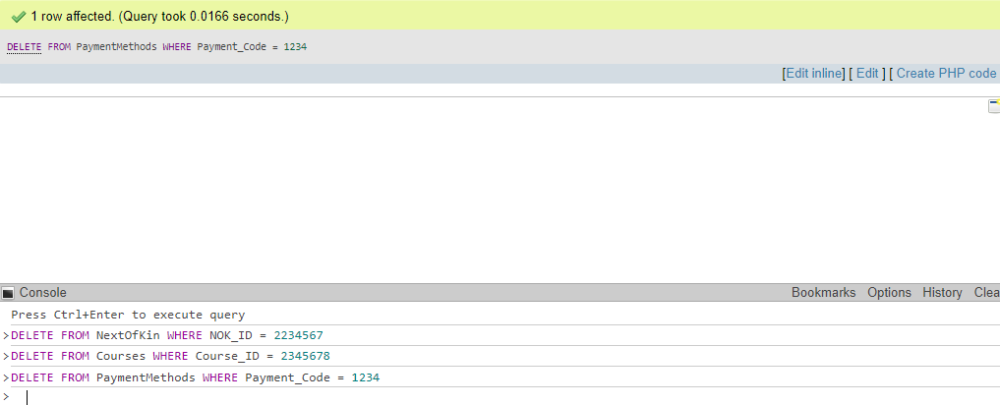 1 row affected. (Query took 0.0166 seconds.)
DELETE FROM PaymentMethods WHERE Payment_Code = 1234
[Edit inline] [ Edit ] [ Create PHP code
Console Bookmarks Options History Clea
Press Ctrl+Enter to execute query
>DELETE FROM NextOfKin WHERE NOK_ID = 2234567
>DELETE FROM Courses WHERE Course_ID = 2345678
>DELETE FROM PaymentMethods WHERE Payment_Code = 1234
>